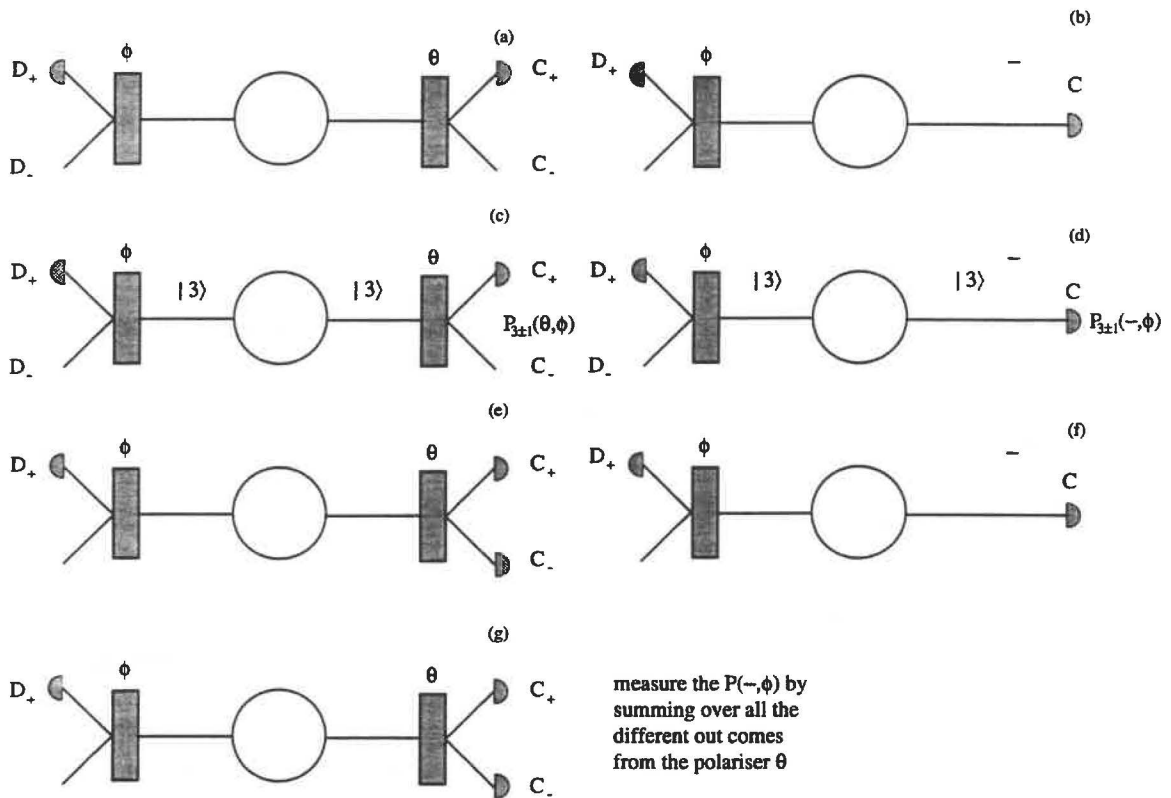 (a)
ϕ
θ
D₊
C₊
D₋
C₋
(b)
ϕ
–
D₊
C
(c)
ϕ
θ
D₊
C₊
|3⟩
|3⟩
P₃±₁(θ,ϕ)
D₋
C₋
(d)
ϕ
–
D₊
|3⟩
|3⟩
C
P₃±₁(–,ϕ)
D₋
(e)
ϕ
θ
D₊
C₊
C₋
(f)
ϕ
–
D₊
C
(g)
ϕ
θ
D₊
C₊
C₋
measure the P(–,ϕ) by
summing over all the
different out comes
from the polariser θ